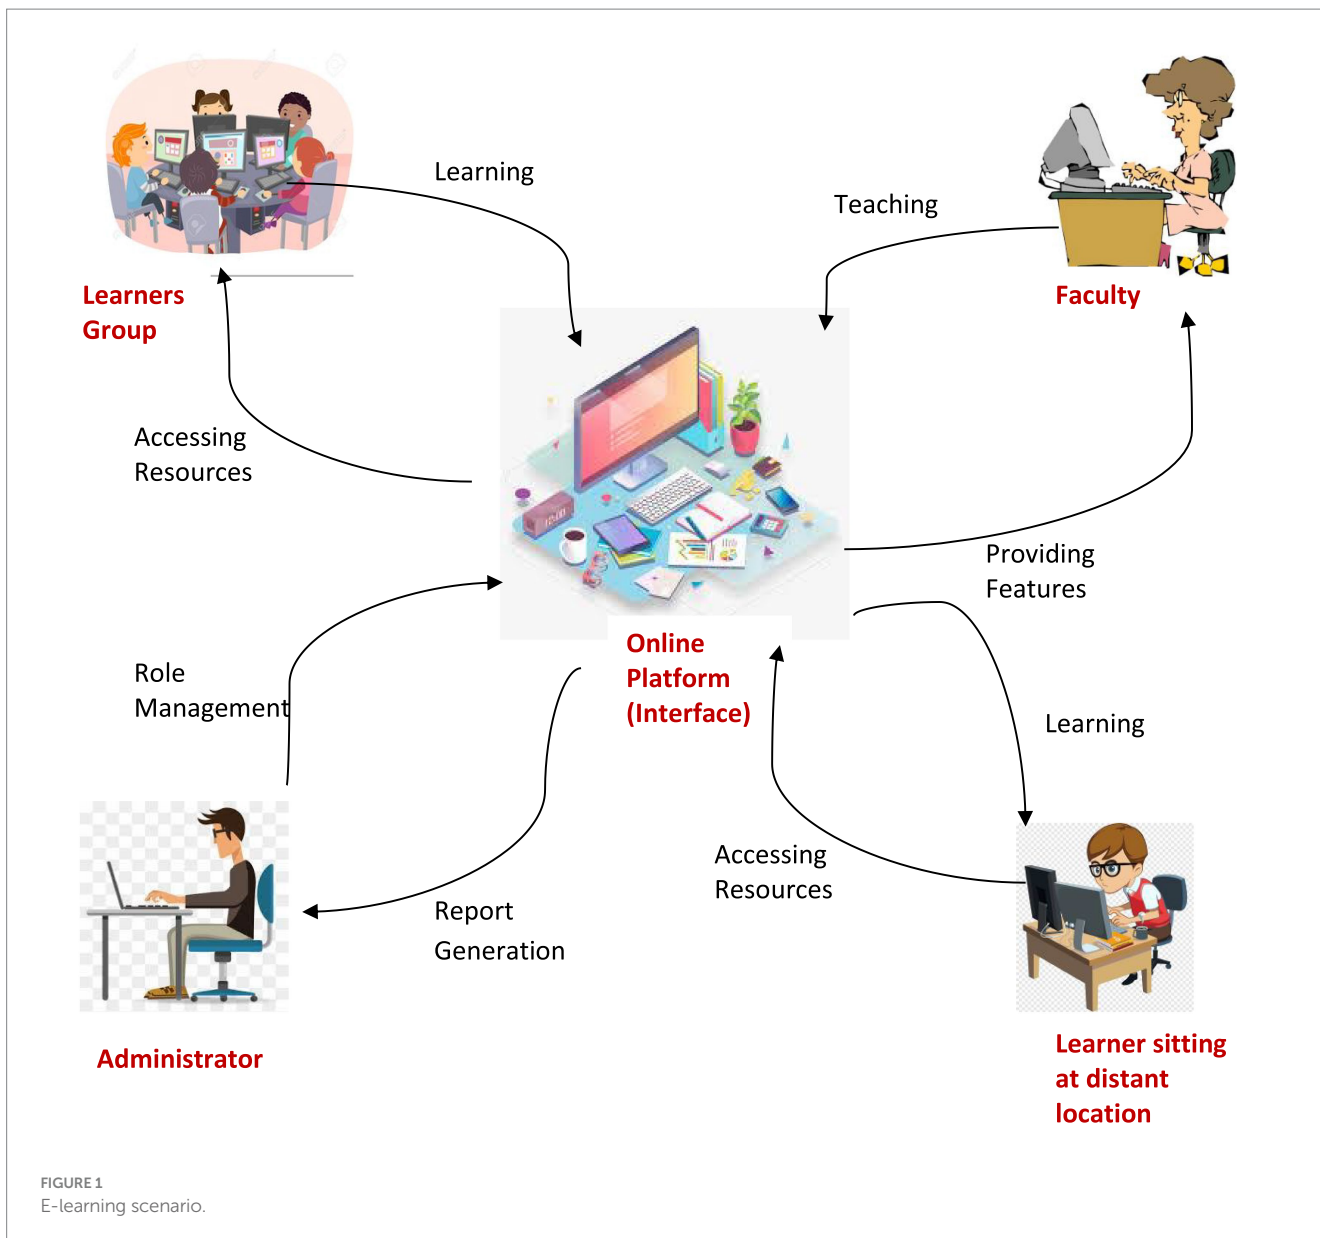 Learning
Teaching
Learners
Group
Faculty
Accessing
Resources
Providing
Features
Online
Platform
(Interface)
Role
Management
Learning
Accessing
Resources
Report
Generation
Administrator
Learner sitting
at distant
location
FIGURE 1
E-learning scenario.